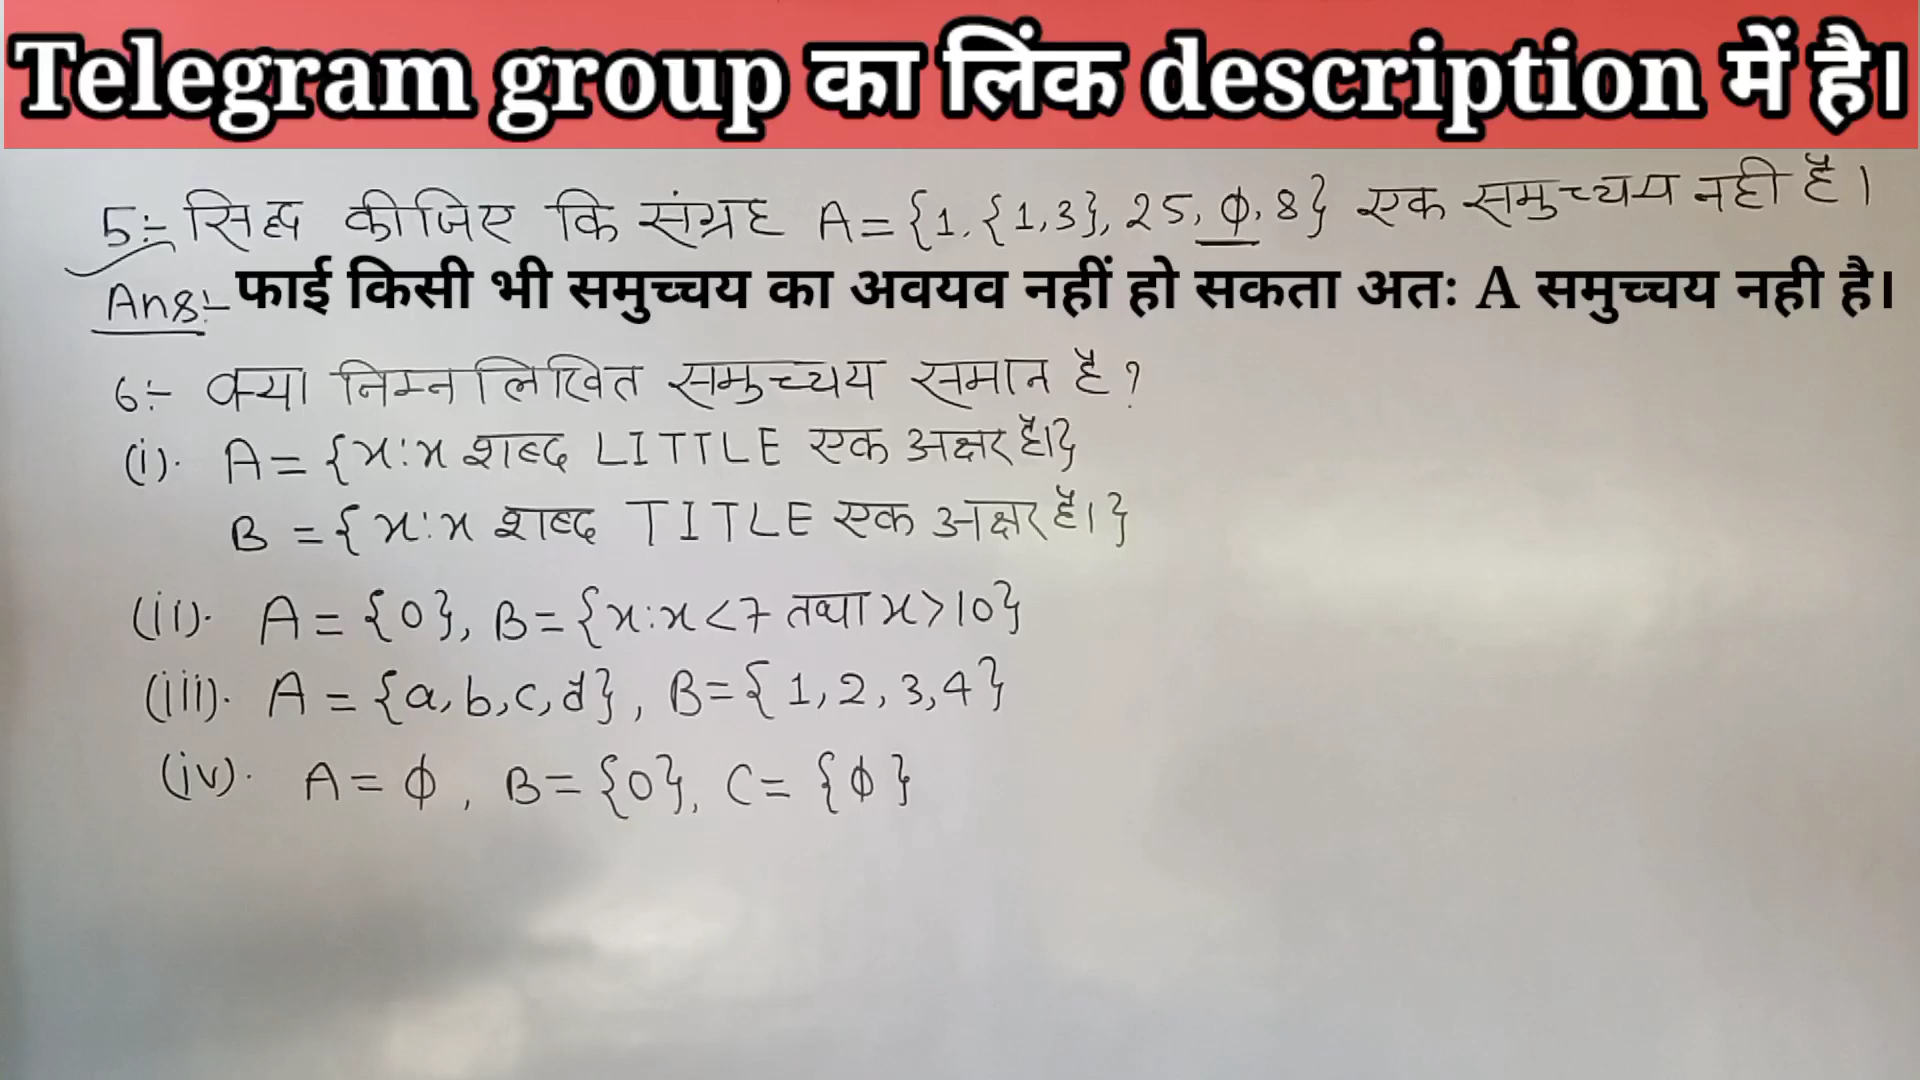 Telegram group का लिंक description में है।
5:- सिद्ध कीजिए कि संग्रह A={1,{1,3},25,ϕ,8} एक समुच्चय नही है।
Ans:- फाई किसी भी समुच्चय का अवयव नहीं हो सकता अतः A समुच्चय नही है।
6:- क्या निम्नलिखित समुच्चय समान है?
(i). A={x:x शब्द LITTLE एक अक्षर है।}
B={x:x शब्द TITLE एक अक्षर है।}
(ii). A={0}, B={x:x<7 तथा x>10}
(iii). A={a,b,c,d}, B={1,2,3,4}
(iv). A=ϕ, B={0}, C={ϕ}